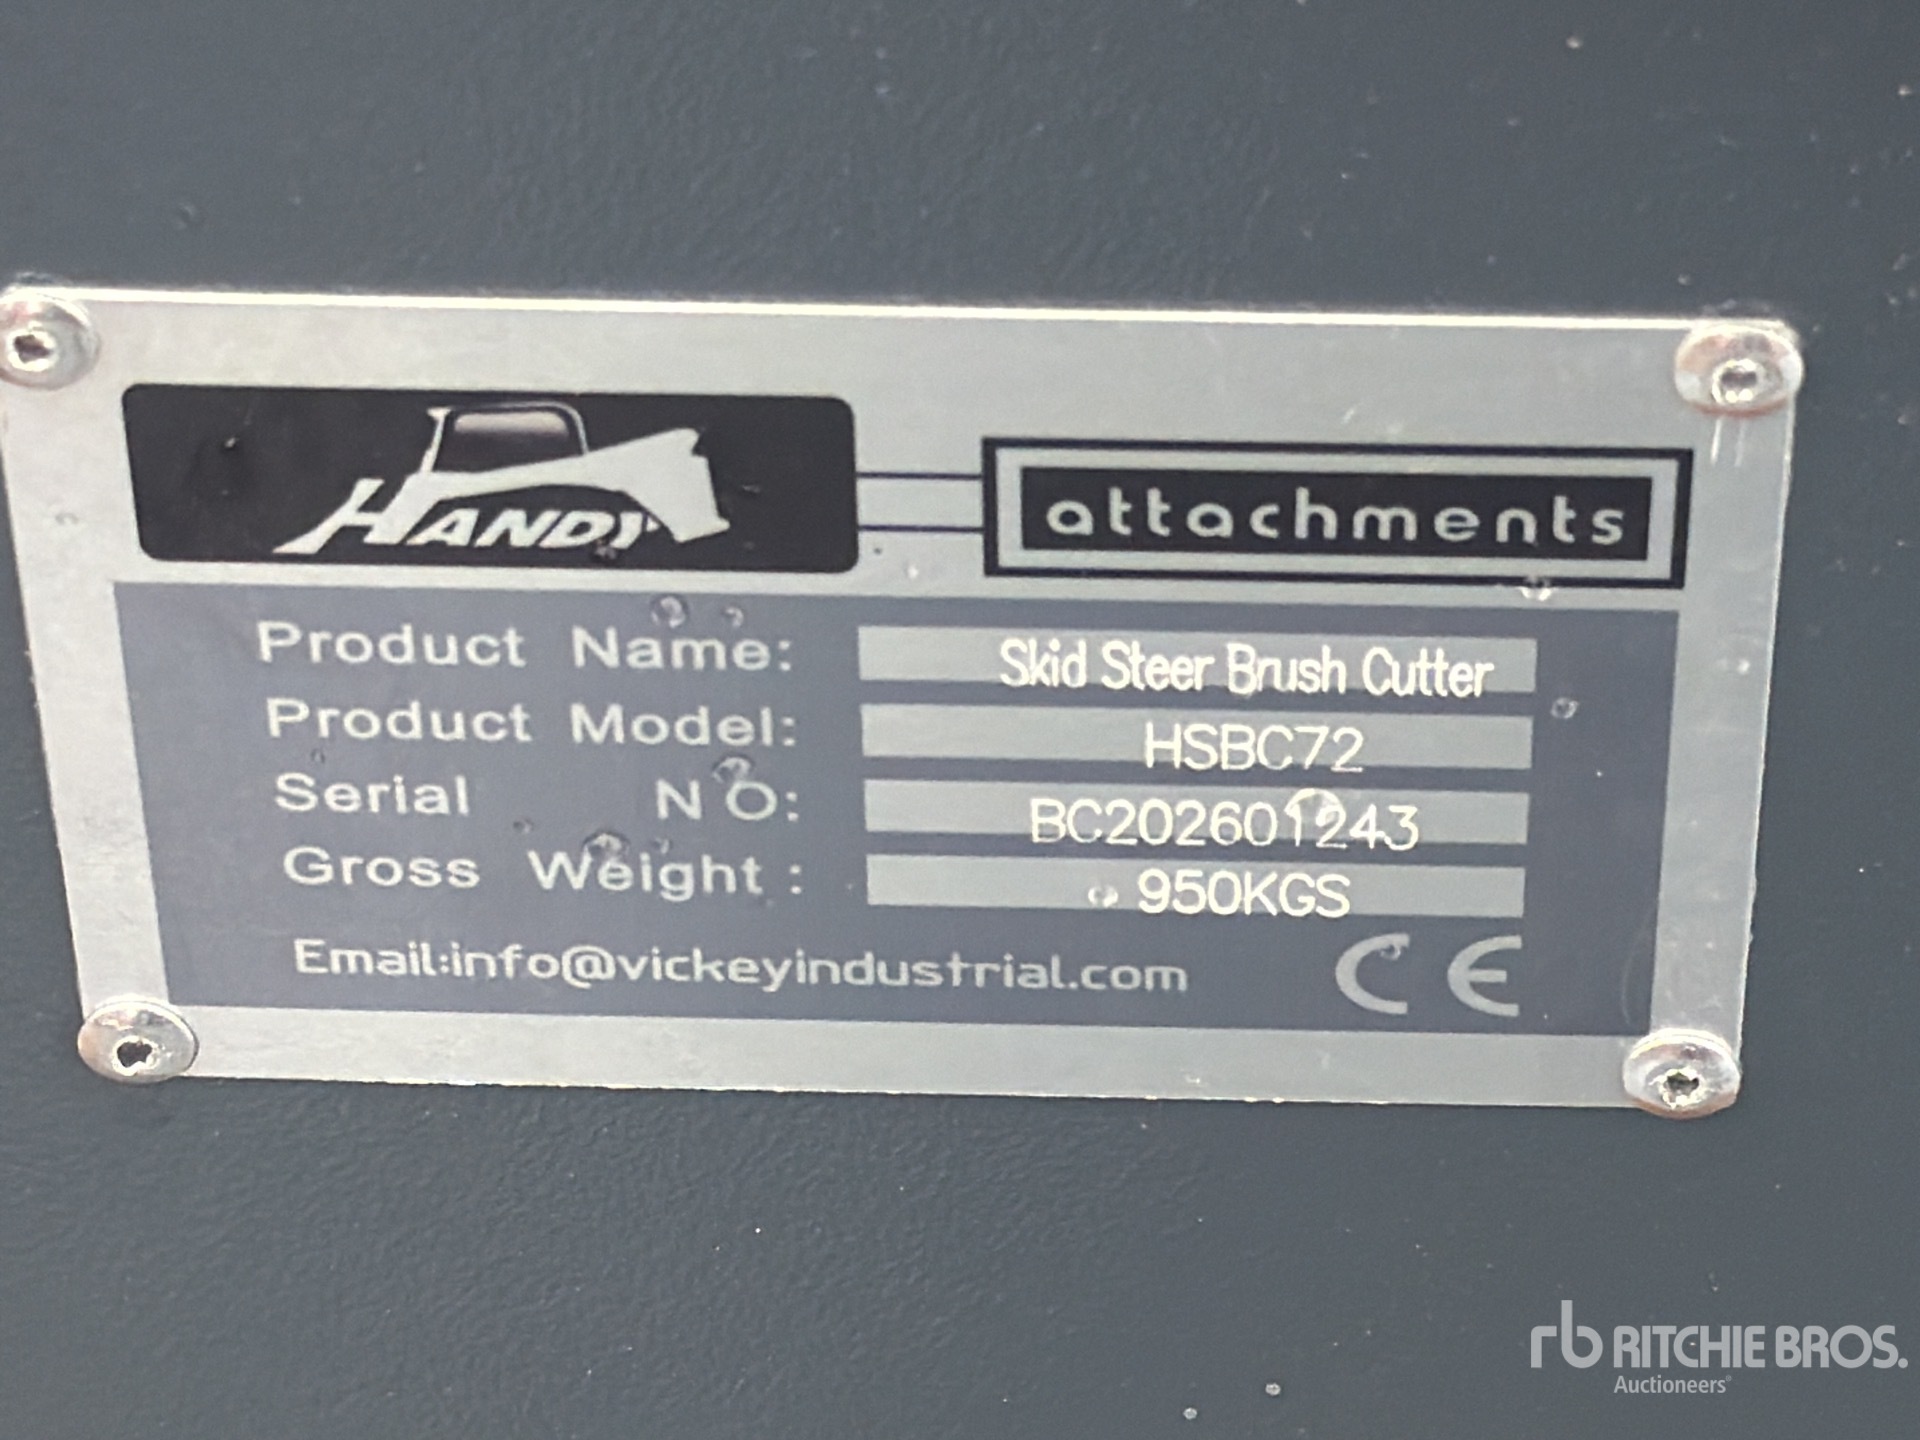 HANDY
attachments
Product Name: Skid Steer Brush Cutter
Product Model: HSBC72
Serial NO: BC202601243
Gross Weight: 950KGS
Email:info@vickeyindustrial.com CE
rb RITCHIE BROS.
Auctioneers®